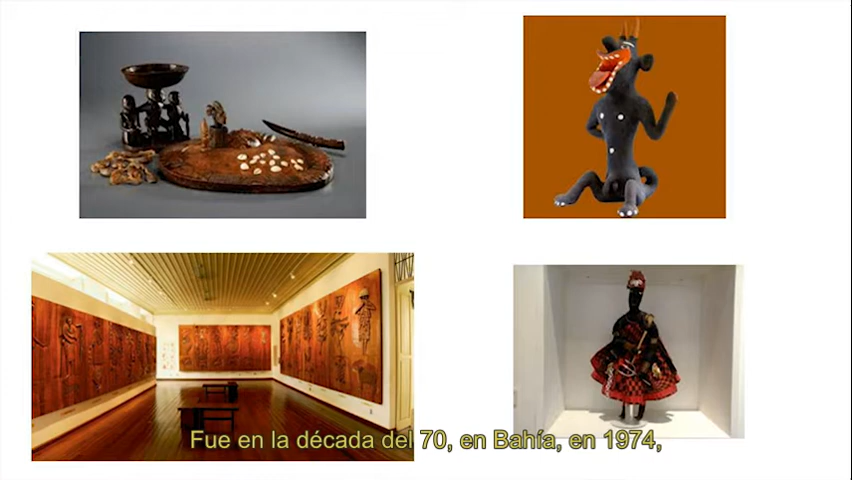 Fue en la década del 70, en Bahía, en 1974,